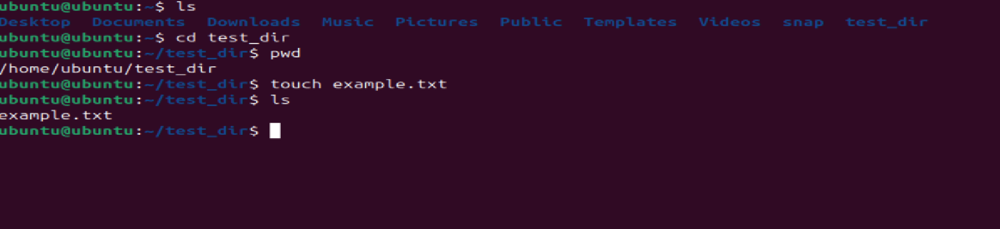 ubuntu@ubuntu:~$ ls
Desktop  Documents  Downloads  Music  Pictures  Public  Templates  Videos  snap  test_dir
ubuntu@ubuntu:~$ cd test_dir
ubuntu@ubuntu:~/test_dir$ pwd
/home/ubuntu/test_dir
ubuntu@ubuntu:~/test_dir$ touch example.txt
ubuntu@ubuntu:~/test_dir$ ls
example.txt
ubuntu@ubuntu:~/test_dir$